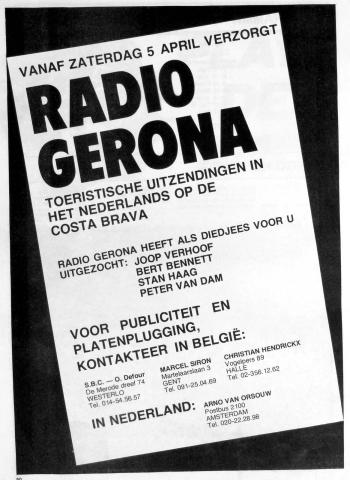 VANAF ZATERDAG 5 APRIL VERZORGT
RADIO
GERONA
TOERISTISCHE UITZENDINGEN IN
HET NEDERLANDS OP DE
COSTA BRAVA
RADIO GERONA HEEFT ALS DIEDJEES VOOR U
UITGEZOCHT: JOOP VERHOOF
BERT BENNETT
STAN HAAG
PETER VAN DAM
VOOR PUBLICITEIT EN
PLATENPLUGGING,
KONTAKTEER IN BELGIË:
S.B.C. — O. Defour
De Merode dreef 74
WESTERLO
Tel. 014-54.56.57
MARCEL SIRON
Martelaarslaan 3
GENT
Tel. 091-25.04.69
CHRISTIAN HENDRICKX
Vogelpers 89
HALLE
Tel. 02-356.12.62
IN NEDERLAND:
ARNO VAN ORSOUW
Postbus 2100
AMSTERDAM
Tel. 020-22.28.98